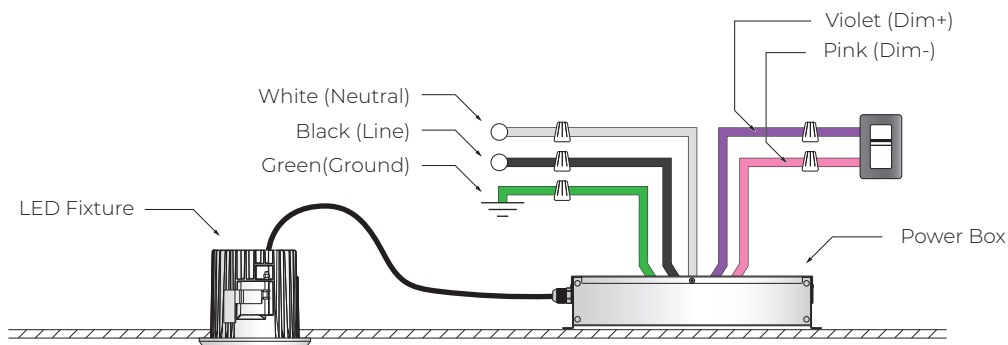 Violet (Dim+)
Pink (Dim-)
White (Neutral)
Black (Line)
Green(Ground)
LED Fixture
Power Box